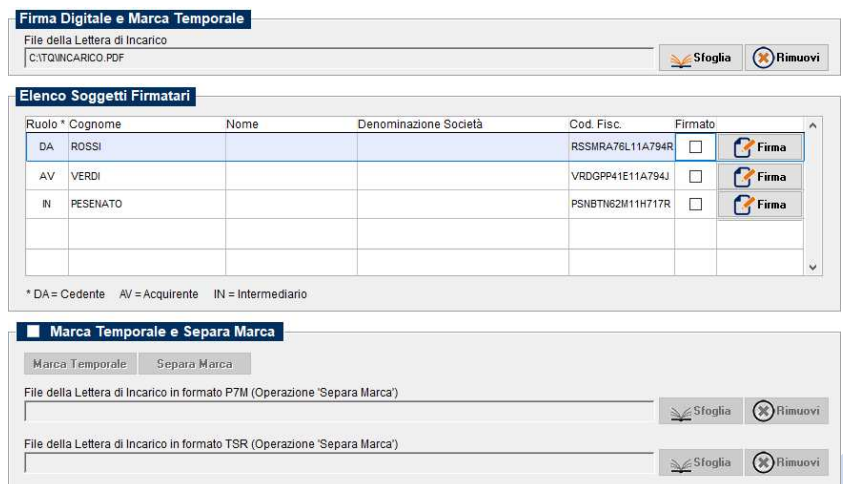 Firma Digitale e Marca Temporale
File della Lettera di Incarico
C:\TQ\INCARICO.PDF Sfoglia Rimuovi
Elenco Soggetti Firmatari
Ruolo * Cognome Nome Denominazione Società Cod. Fisc. Firmato
DA ROSSI RSSMRA76L11A794R Firma
AV VERDI VRDGPP41E11A794J Firma
IN PESENATO PSNBTN62M11H717R Firma
* DA = Cedente AV = Acquirente IN = Intermediario
Marca Temporale e Separa Marca
Marca Temporale Separa Marca
File della Lettera di Incarico in formato P7M (Operazione 'Separa Marca')
Sfoglia Rimuovi
File della Lettera di Incarico in formato TSR (Operazione 'Separa Marca')
Sfoglia Rimuovi